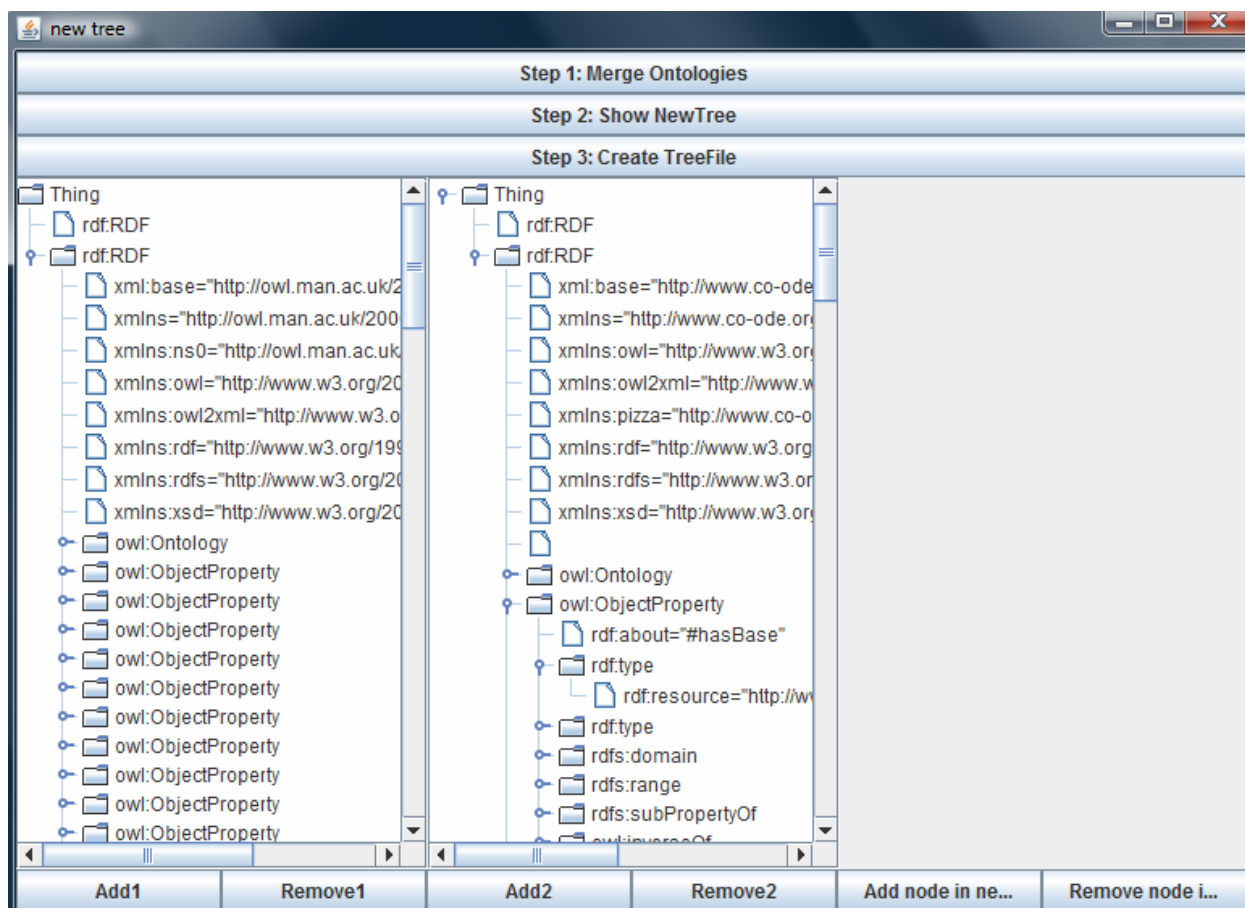 new tree
Step 1: Merge Ontologies
Step 2: Show NewTree
Step 3: Create TreeFile
Thing
rdf:RDF
rdf:RDF
xml:base="http://owl.man.ac.uk/2
xmlns="http://owl.man.ac.uk/200
xmlns:ns0="http://owl.man.ac.uk/
xmlns:owl="http://www.w3.org/20
xmlns:owl2xml="http://www.w3.o
xmlns:rdf="http://www.w3.org/199
xmlns:rdfs="http://www.w3.org/20
xmlns:xsd="http://www.w3.org/20
owl:Ontology
owl:ObjectProperty
owl:ObjectProperty
owl:ObjectProperty
owl:ObjectProperty
owl:ObjectProperty
owl:ObjectProperty
owl:ObjectProperty
owl:ObjectProperty
owl:ObjectProperty
owl:ObjectProperty
Thing
rdf:RDF
rdf:RDF
xml:base="http://www.co-ode
xmlns="http://www.co-ode.org
xmlns:owl="http://www.w3.org
xmlns:owl2xml="http://www.w
xmlns:pizza="http://www.co-o
xmlns:rdf="http://www.w3.org
xmlns:rdfs="http://www.w3.or
xmlns:xsd="http://www.w3.org
owl:Ontology
owl:ObjectProperty
rdf:about="#hasBase"
rdf:type
rdf:resource="http://w
rdf:type
rdfs:domain
rdfs:range
rdfs:subPropertyOf
owl:inverseOf
Add1
Remove1
Add2
Remove2
Add node in ne...
Remove node i...